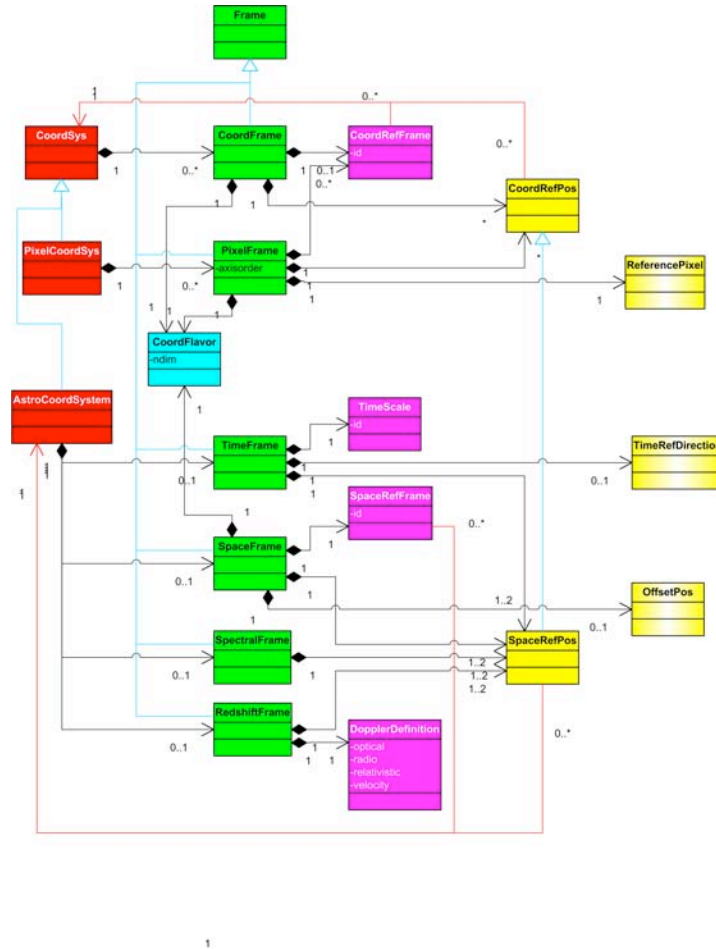 Frame
1
1
0..*
0..*
CoordSys
CoordFrame
CoordRefFrame
-id
1
0..*
1
0..1
0..*
CoordRefPos
1
1
*
PixelCoordSys
PixelFrame
-axisorder
ReferencePixel
*
1
0..*
1
1
1
1
1
1
1
CoordFlavor
-ndim
AstroCoordSystem
TimeScale
-id
1
TimeFrame
TimeRefDirection
1
0..1
1
1
1
0..1
SpaceRefFrame
-id
1
0..*
SpaceFrame
1
0..1
1
1
OffsetPos
1..2
1
0..1
SpectralFrame
SpaceRefPos
0..1
1
1..2
1..2
1..2
RedshiftFrame
DopplerDefinition
-optical
-radio
-relativistic
-velocity
0..*
0..1
1
1
1
1